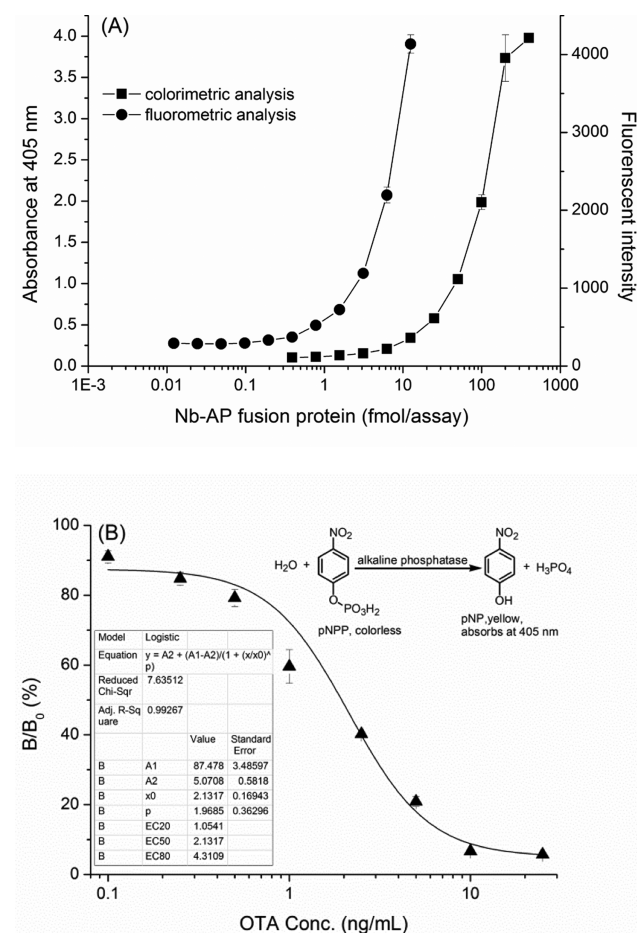 (A)
4.0
3.5
3.0
2.5
2.0
1.5
1.0
0.5
0.0
Absorbance at 405 nm
colorimetric analysis
fluorometric analysis
4000
3000
2000
1000
0
Fluorenscent intensity
1E-3 0.01 0.1 1 10 100 1000
Nb-AP fusion protein (fmol/assay)
(B)
100
80
60
40
20
0
B/B0 (%)
NO2
H2O +
alkaline phosphatase
OPO3H2
pNPP, colorless
NO2
+ H3PO4
OH
pNP,yellow,
absorbs at 405 nm
Model Logistic
Equation y = A2 + (A1-A2)/(1 + (x/x0)^
p)
Reduced 7.63512
Chi-Sqr
Adj. R-Sq 0.99267
uare
Value Standard
Error
B A1 87.478 3.48597
B A2 5.0708 0.5818
B x0 2.1317 0.16943
B p 1.9685 0.36296
B EC20 1.0541
B EC50 2.1317
B EC80 4.3109
0.1 1 10
OTA Conc. (ng/mL)